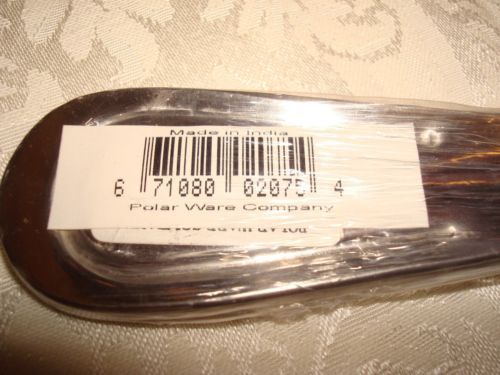 Made in India
6 71080 02075 4
Polar Ware Company